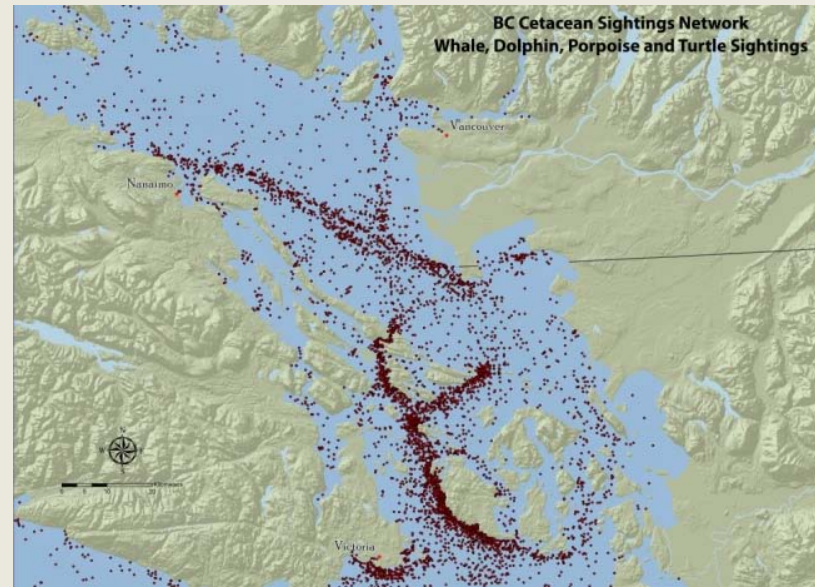 BC Cetacean Sightings Network
Whale, Dolphin, Porpoise and Turtle Sightings
Vancouver
Nanaimo
N
W
E
S
Victoria